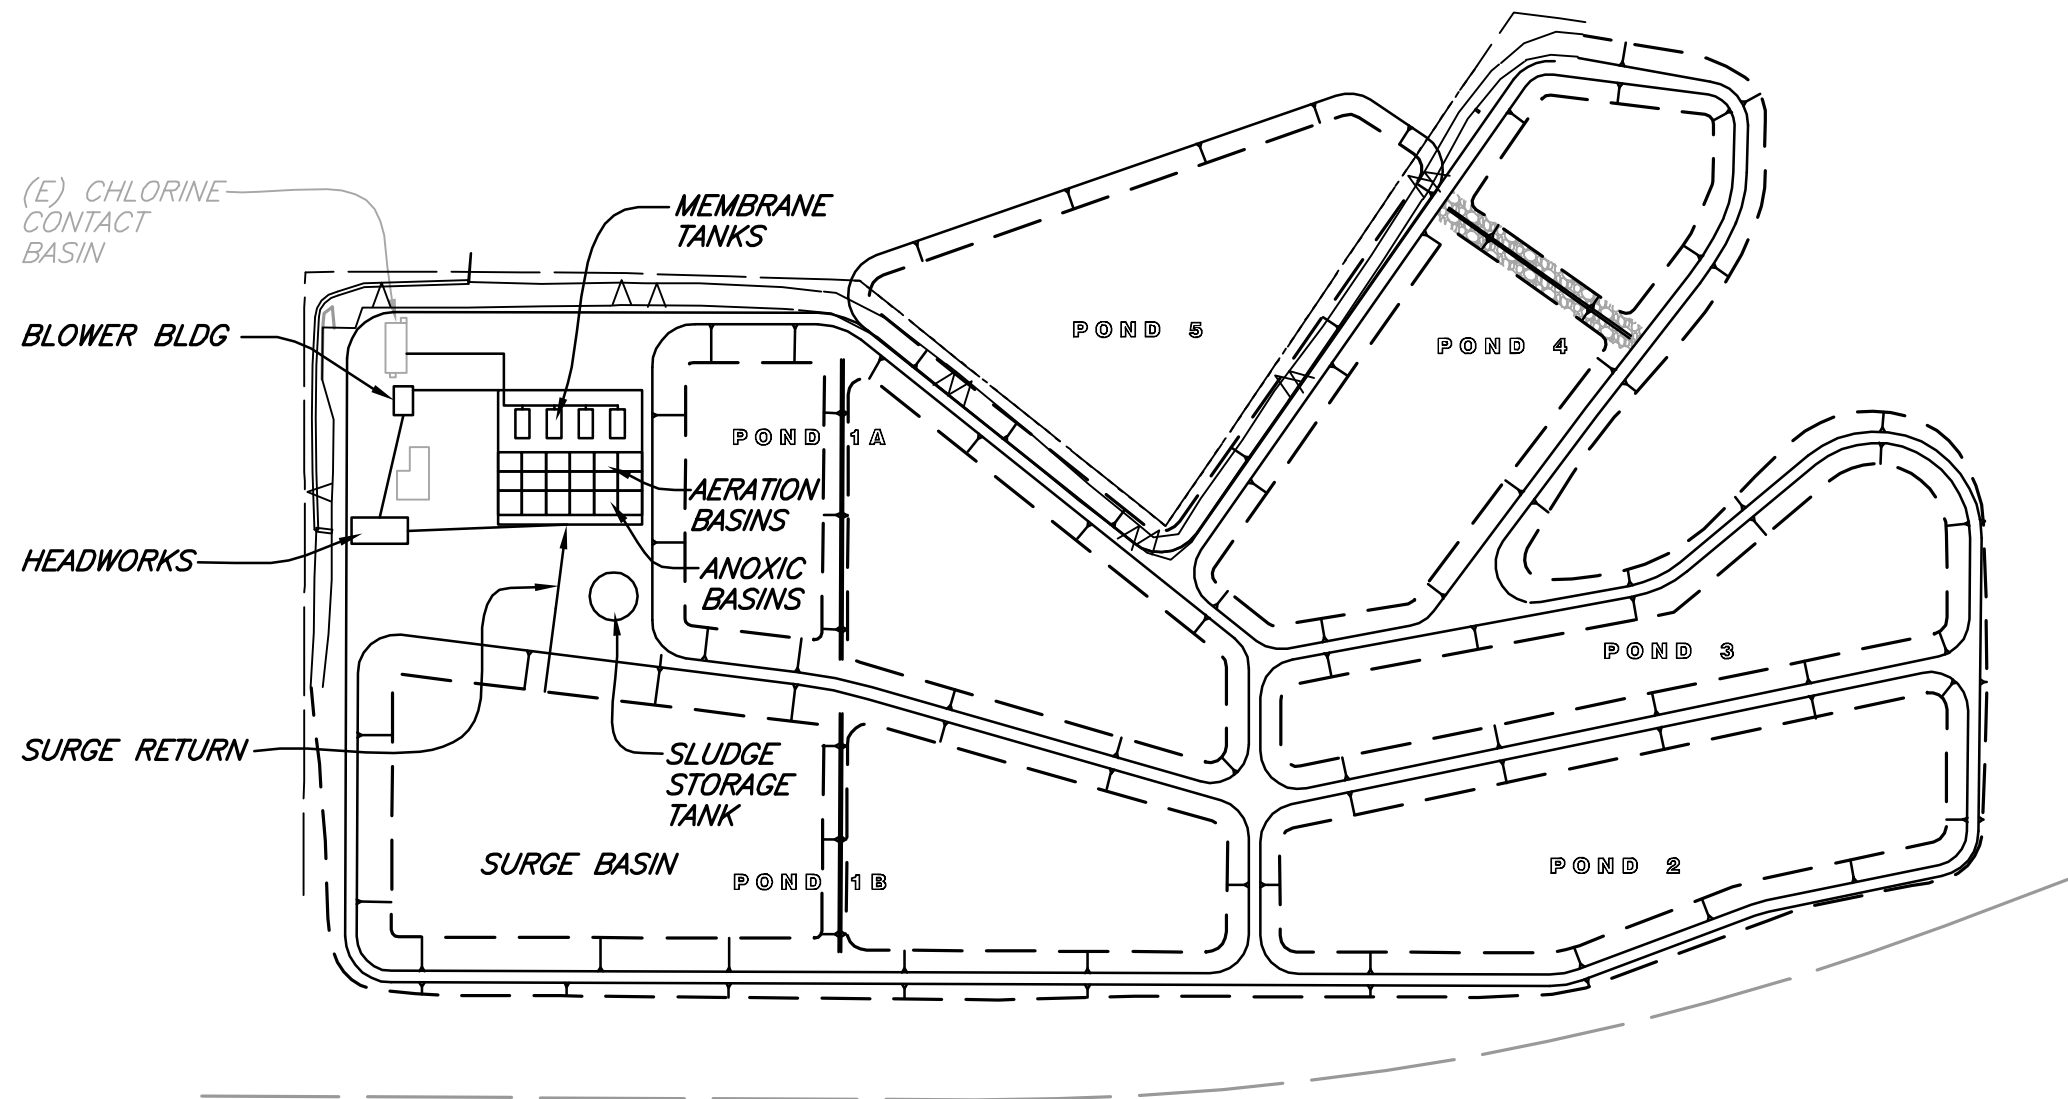 (E) CHLORINE
CONTACT
BASIN
MEMBRANE
TANKS
BLOWER BLDG
POND 5
POND 4
POND 1A
AERATION
BASINS
HEADWORKS
ANOXIC
BASINS
POND 3
SURGE RETURN
SLUDGE
STORAGE
TANK
SURGE BASIN
POND 1B
POND 2